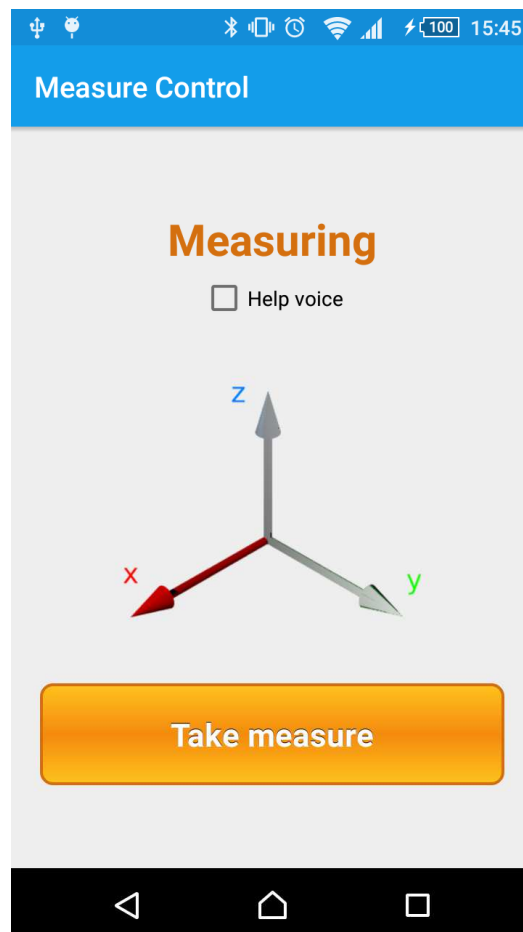 100 15:45
Measure Control
Measuring
Help voice
z
x
y
Take measure